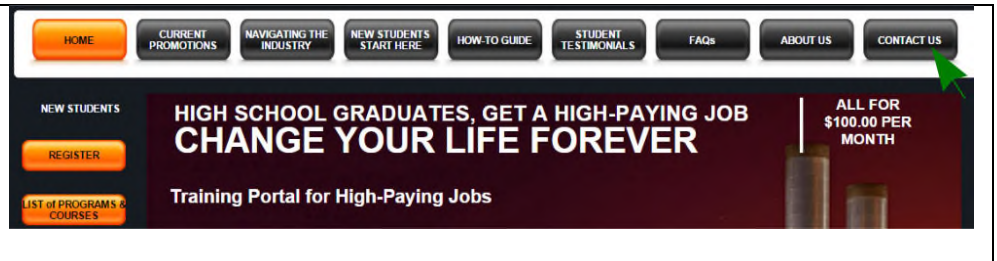 HOME
CURRENT
PROMOTIONS
NAVIGATING THE
INDUSTRY
NEW STUDENTS
START HERE
HOW-TO GUIDE
STUDENT
TESTIMONIALS
FAQs
ABOUT US
CONTACT US
NEW STUDENTS
REGISTER
LIST of PROGRAMS &
COURSES
HIGH SCHOOL GRADUATES, GET A HIGH-PAYING JOB
CHANGE YOUR LIFE FOREVER
Training Portal for High-Paying Jobs
ALL FOR
$100.00 PER
MONTH